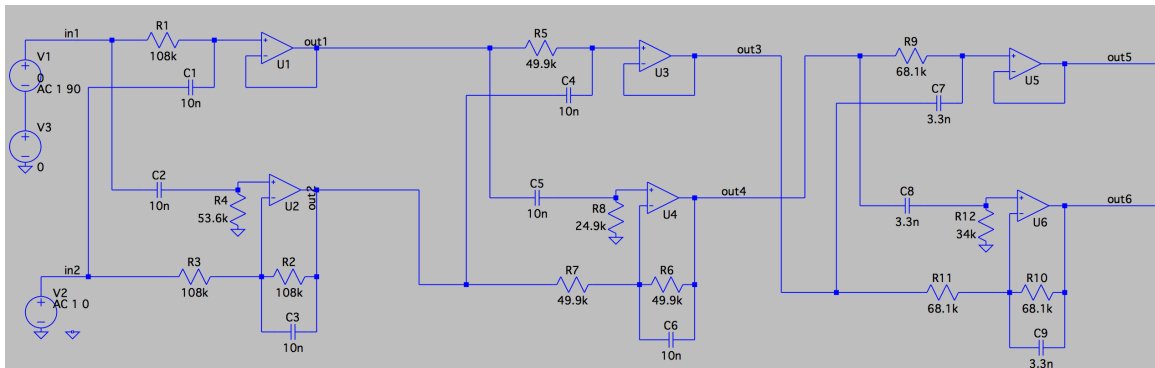 in1
V1
0
AC 1 90
V3
0
R1
108k
C1
10n
U1
out1
C2
10n
R4
53.6k
U2
out2
R3
108k
R2
108k
C3
10n
in2
V2
AC 1 0
R5
49.9k
C4
10n
U3
out3
C5
10n
R8
24.9k
U4
out4
R7
49.9k
R6
49.9k
C6
10n
R9
68.1k
C7
3.3n
U5
out5
C8
3.3n
R12
34k
U6
out6
R11
68.1k
R10
68.1k
C9
3.3n